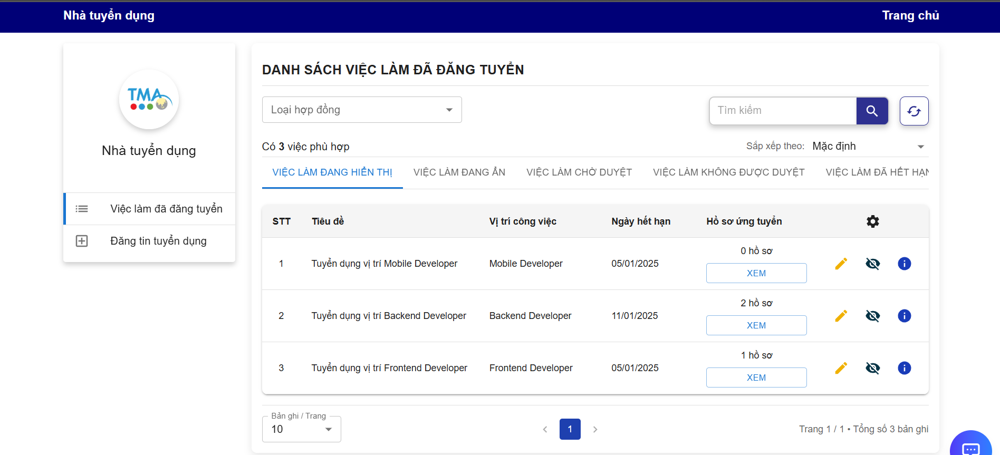 Nhà tuyển dụng
Trang chủ
TMA
Nhà tuyển dụng
Việc làm đã đăng tuyển
Đăng tin tuyển dụng
DANH SÁCH VIỆC LÀM ĐÃ ĐĂNG TUYỂN
Loại hợp đồng
Tìm kiếm
Có 3 việc phù hợp
Sắp xếp theo: Mặc định
VIỆC LÀM ĐANG HIỂN THỊ VIỆC LÀM ĐANG ẨN VIỆC LÀM CHỜ DUYỆT VIỆC LÀM KHÔNG ĐƯỢC DUYỆT VIỆC LÀM ĐÃ HẾT HẠN
STT Tiêu đề Vị trí công việc Ngày hết hạn Hồ sơ ứng tuyển
1 Tuyển dụng vị trí Mobile Developer Mobile Developer 05/01/2025 0 hồ sơ
XEM
2 Tuyển dụng vị trí Backend Developer Backend Developer 11/01/2025 2 hồ sơ
XEM
3 Tuyển dụng vị trí Frontend Developer Frontend Developer 05/01/2025 1 hồ sơ
XEM
Bản ghi / Trang
10
1
Trang 1 / 1 • Tổng số 3 bản ghi